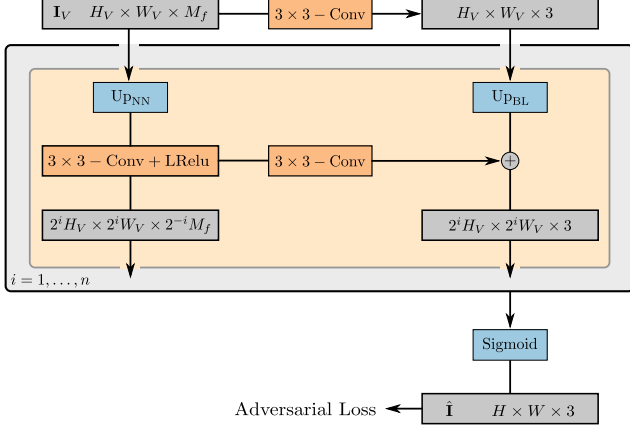 I_V H_V × W_V × M_f 3 × 3 − Conv H_V × W_V × 3
Up_NN Up_BL
3 × 3 − Conv + LRelu 3 × 3 − Conv +
2^i H_V × 2^i W_V × 2^{-i} M_f 2^i H_V × 2^i W_V × 3
i = 1, . . . , n
Sigmoid
Adversarial Loss Î H × W × 3